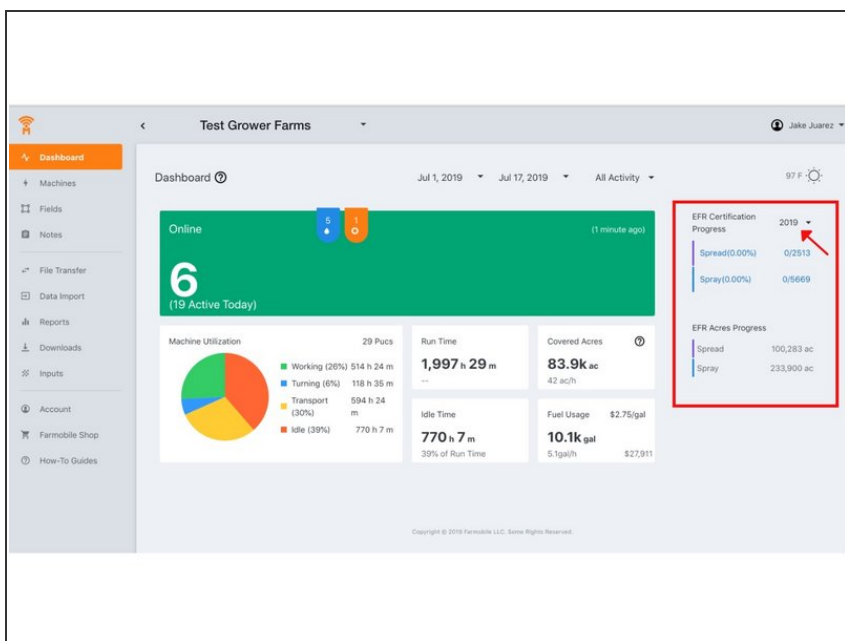 Test Grower Farms
Jake Juarez
Dashboard
Machines
Fields
Notes
File Transfer
Data Import
Reports
Downloads
Inputs
Account
Farmobile Shop
How-To Guides
Dashboard
Jul 1, 2019
Jul 17, 2019
All Activity
97 F
Online
5
1
(1 minute ago)
6
(19 Active Today)
Machine Utilization
29 Pucs
Working (26%) 514 h 24 m
Turning (6%) 118 h 35 m
Transport 594 h 24
(30%) m
Idle (39%) 770 h 7 m
Run Time
1,997 h 29 m
--
Covered Acres
83.9k ac
42 ac/h
Idle Time
770 h 7 m
39% of Run Time
Fuel Usage $2.75/gal
10.1k gal
5.1gal/h $27,911
EFR Certification
Progress
2019
Spread(0.00%) 0/2513
Spray(0.00%) 0/5669
EFR Acres Progress
Spread 100,283 ac
Spray 233,900 ac
Copyright © 2019 Farmobile LLC. Some Rights Reserved.